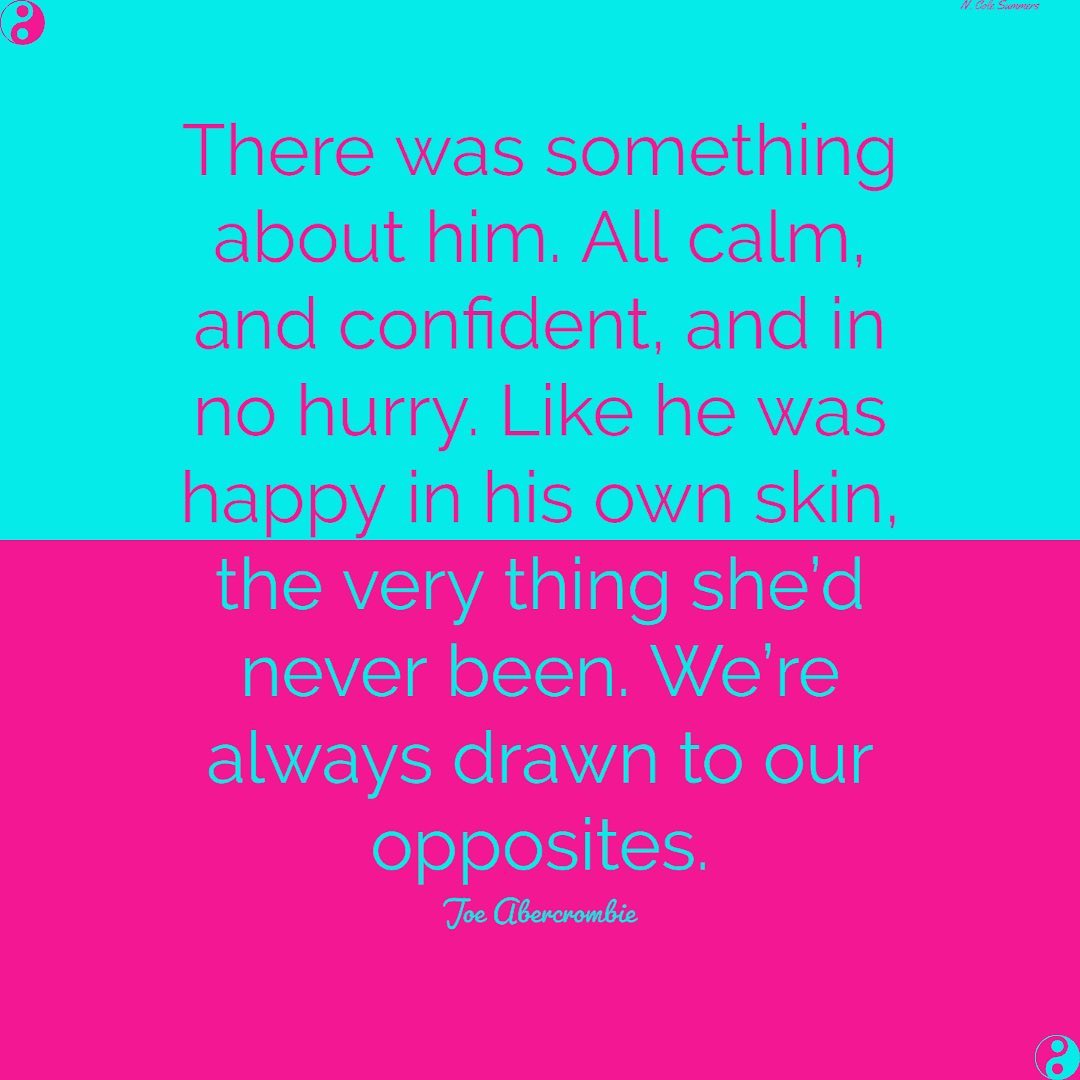 N. Cole Summers
There was something
about him. All calm,
and confident, and in
no hurry. Like he was
happy in his own skin,
the very thing she’d
never been. We’re
always drawn to our
opposites.
Joe Abercrombie